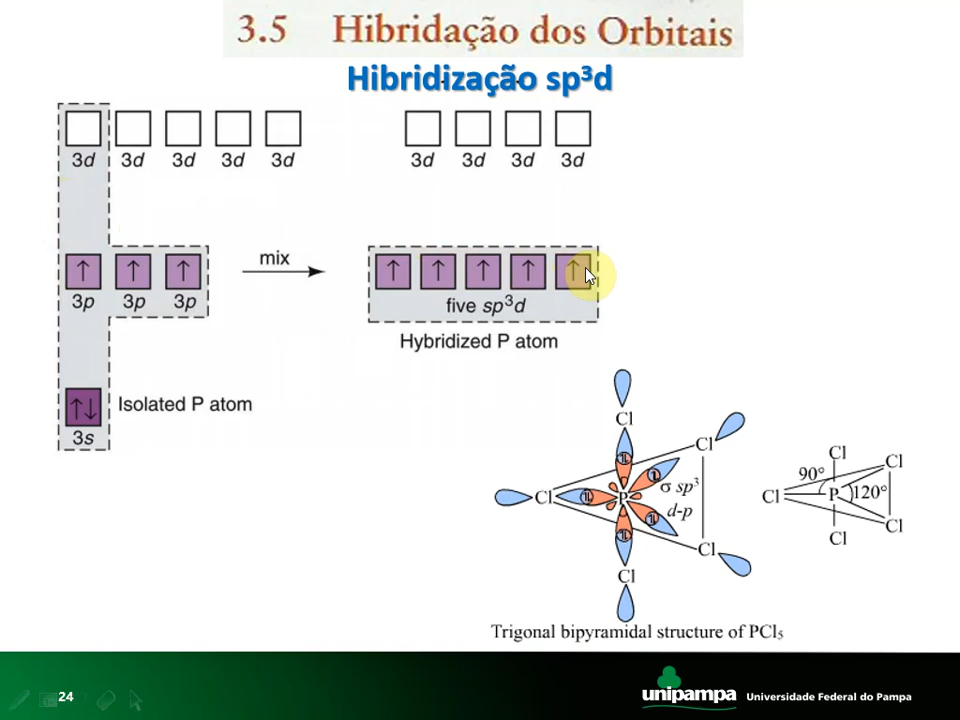 3.5 Hibridação dos Orbitais
Hibridização sp³d
3d 3d 3d 3d 3d
3d 3d 3d 3d
↑ ↑ ↑
3p 3p 3p
mix
↑ ↑ ↑ ↑ ↑
five sp³d
Hybridized P atom
↑↓
3s
Isolated P atom
Cl
Cl
Cl
P
σ sp³
d-p
Cl
Cl
Cl
90°
Cl
Cl
P
120°
Cl
Cl
Trigonal bipyramidal structure of PCl₅
24
unipampa
Universidade Federal do Pampa